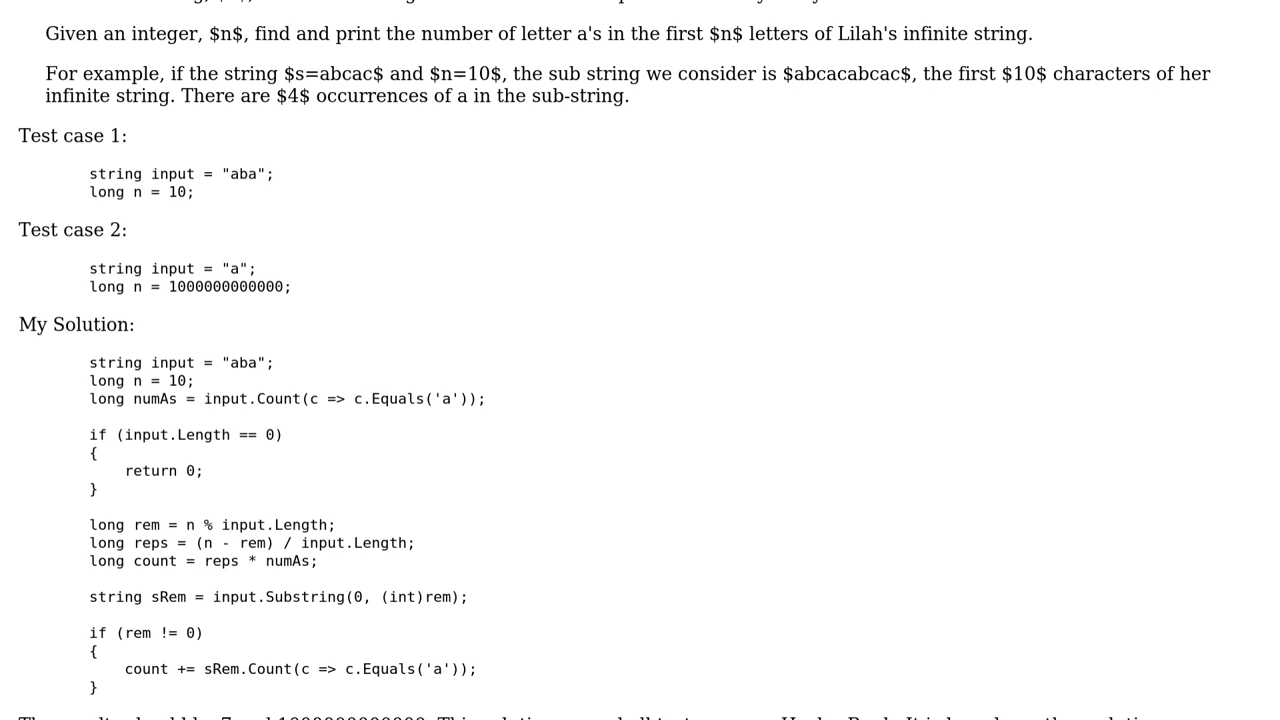 Given an integer, $n$, find and print the number of letter a's in the first $n$ letters of Lilah's infinite string.
For example, if the string $s=abcac$ and $n=10$, the sub string we consider is $abcacabcac$, the first $10$ characters of her
infinite string. There are $4$ occurrences of a in the sub-string.
Test case 1:
string input = "aba";
long n = 10;
Test case 2:
string input = "a";
long n = 1000000000000;
My Solution:
string input = "aba";
long n = 10;
long numAs = input.Count(c => c.Equals('a'));
if (input.Length == 0)
{
return 0;
}
long rem = n % input.Length;
long reps = (n - rem) / input.Length;
long count = reps * numAs;
string sRem = input.Substring(0, (int)rem);
if (rem != 0)
{
count += sRem.Count(c => c.Equals('a'));
}